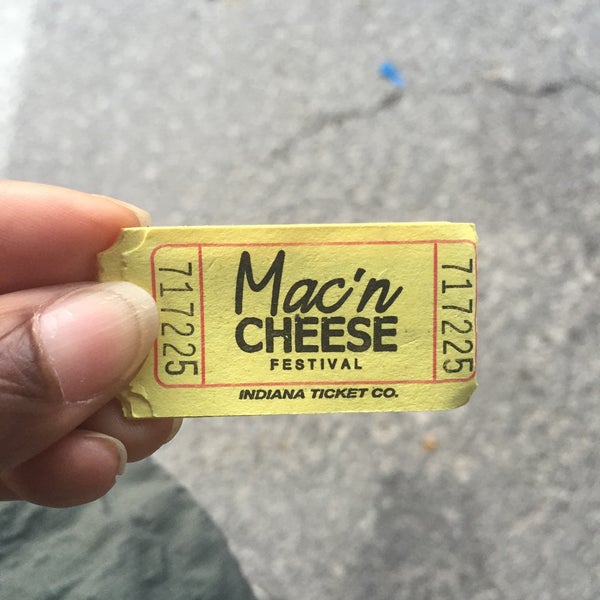 717225
Mac'n
CHEESE
FESTIVAL
717225
INDIANA TICKET CO.